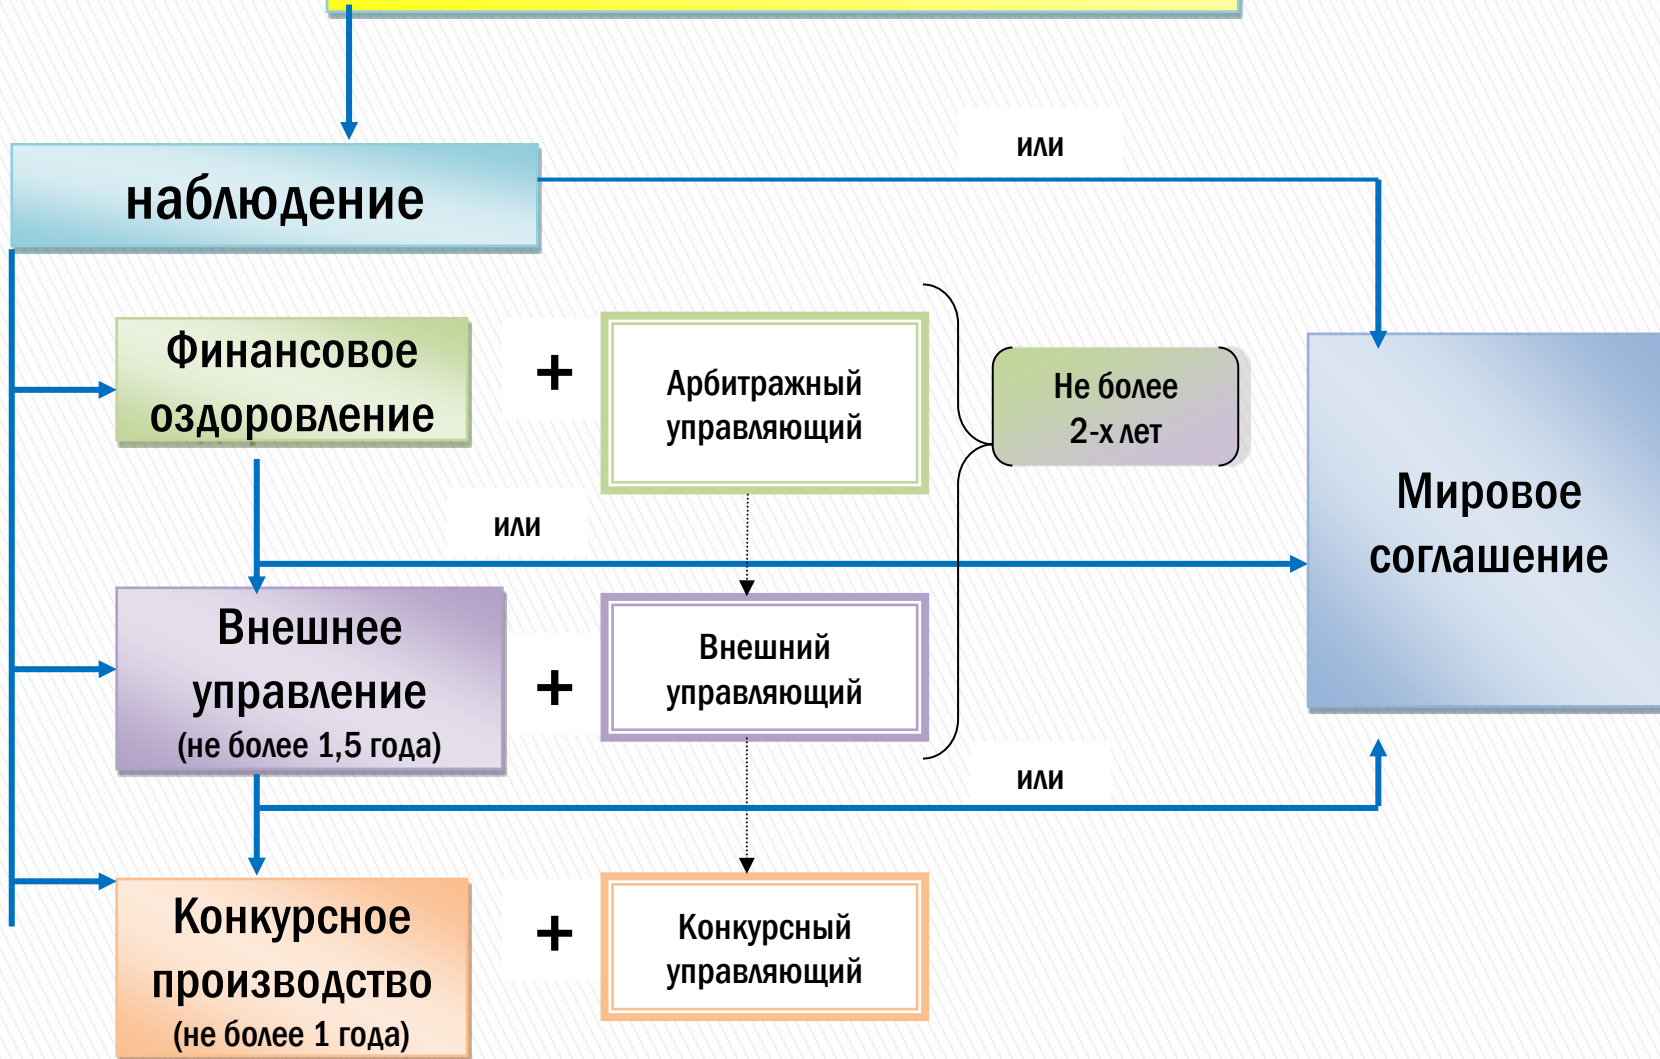 или
наблюдение
Финансовое
оздоровление
+
Арбитражный
управляющий
Не более
2-х лет
или
Мировое
соглашение
Внешнее
управление
(не более 1,5 года)
+
Внешний
управляющий
или
Конкурсное
производство
(не более 1 года)
+
Конкурсный
управляющий